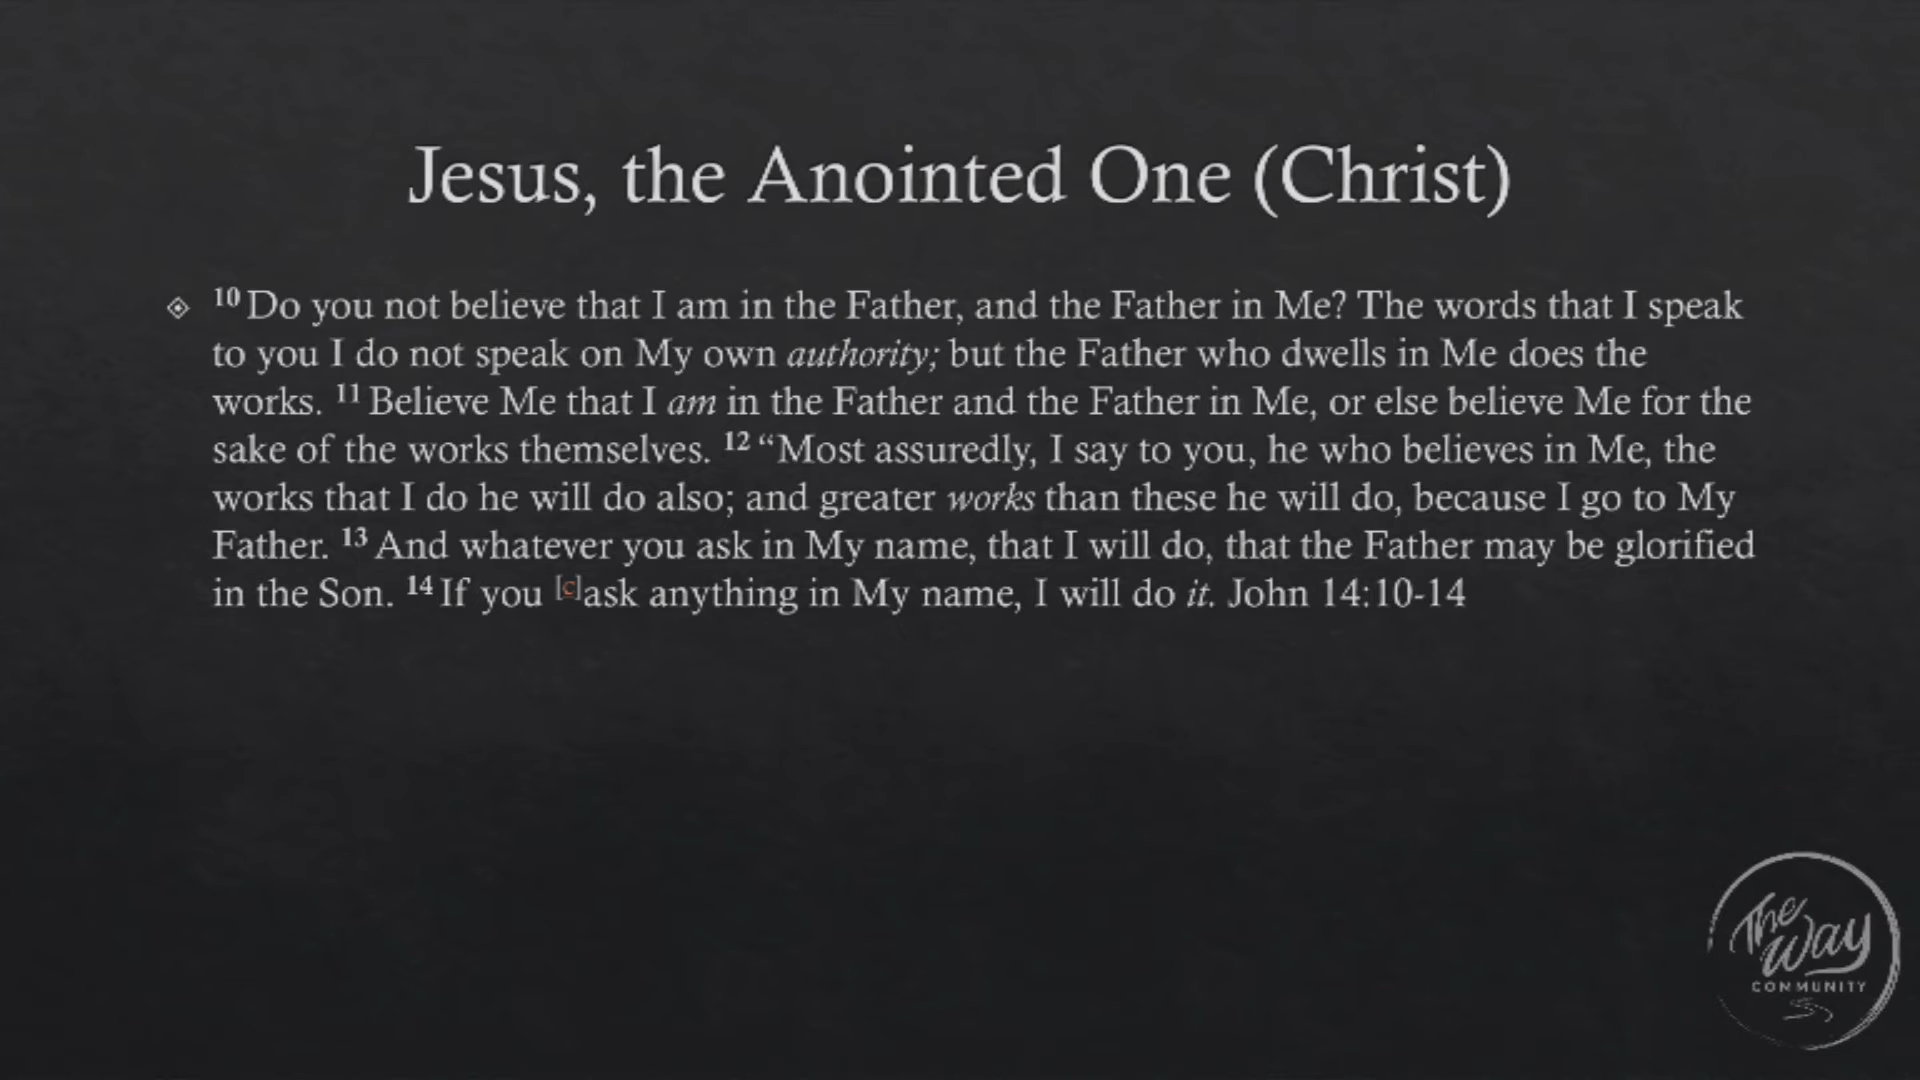 Jesus, the Anointed One (Christ)
10 Do you not believe that I am in the Father, and the Father in Me? The words that I speak
to you I do not speak on My own authority; but the Father who dwells in Me does the
works. 11 Believe Me that I am in the Father and the Father in Me, or else believe Me for the
sake of the works themselves. 12 “Most assuredly, I say to you, he who believes in Me, the
works that I do he will do also; and greater works than these he will do, because I go to My
Father. 13 And whatever you ask in My name, that I will do, that the Father may be glorified
in the Son. 14 If you [c]ask anything in My name, I will do it. John 14:10-14
The
Way
COMMUNITY